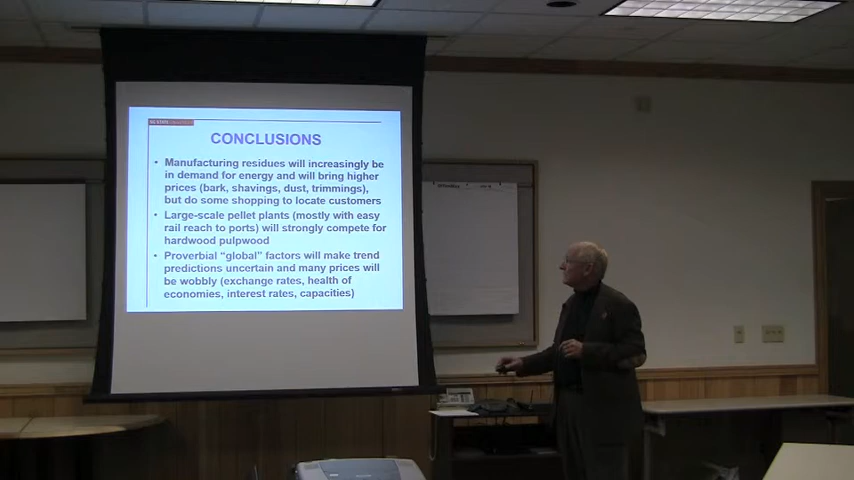 NC STATE UNIVERSITY
CONCLUSIONS
• Manufacturing residues will increasingly be
in demand for energy and will bring higher
prices (bark, shavings, dust, trimmings),
but do some shopping to locate customers
• Large-scale pellet plants (mostly with easy
rail reach to ports) will strongly compete for
hardwood pulpwood
• Proverbial “global” factors will make trend
predictions uncertain and many prices will
be wobbly (exchange rates, health of
economies, interest rates, capacities)